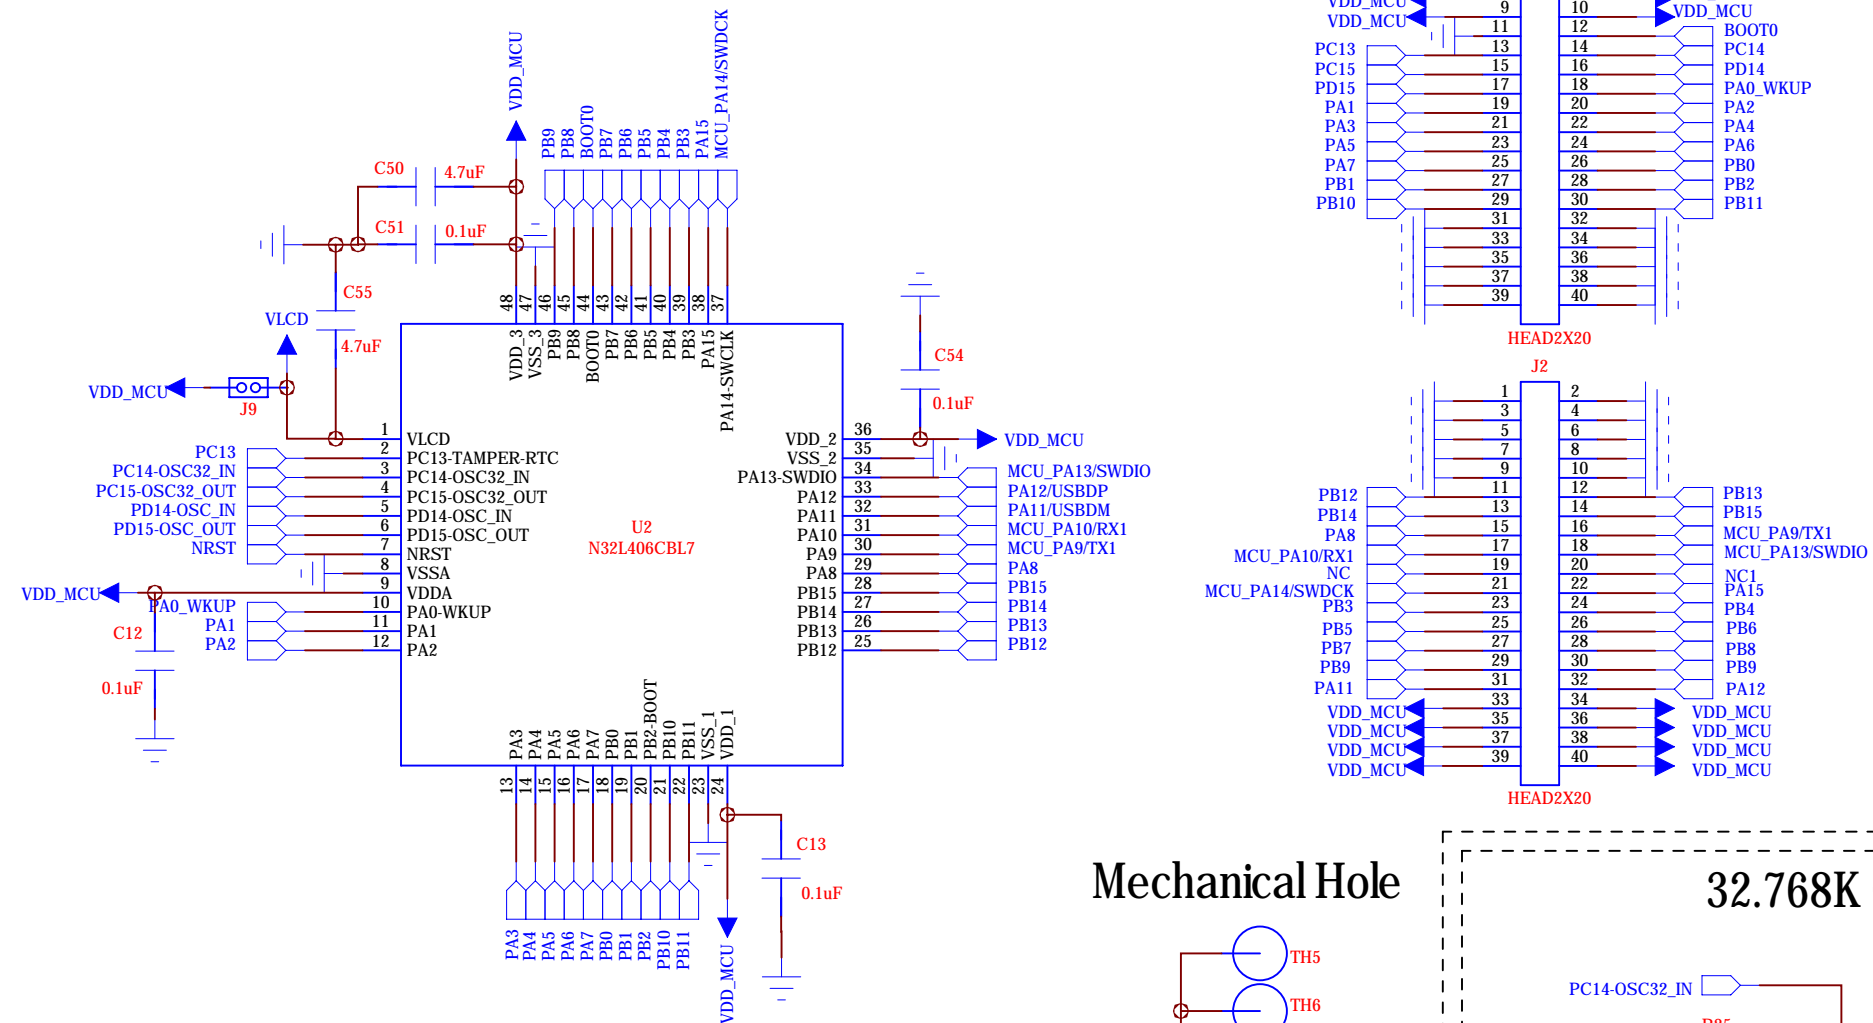 VDD_MCU
PB9
PB8
BOOT0
PB7
PB6
PB5
PB4
PB3
PA15
MCU_PA14/SWDCK
C50
4.7uF
C51
0.1uF
C55
4.7uF
VLCD
VDD_MCU
J9
48
47
46
45
44
43
42
41
40
39
38
37
VDD_3
VSS_3
PB9
PB8
BOOT0
PB7
PB6
PB5
PB4
PB3
PA15
PA14-SWCLK
C54
0.1uF
VDD_MCU
PC13
PC14-OSC32_IN
PC15-OSC32_OUT
PD14-OSC_IN
PD15-OSC_OUT
NRST
VDD_MCU
PA0_WKUP
PA1
PA2
C12
0.1uF
1 VLCD
2 PC13-TAMPER-RTC
3 PC14-OSC32_IN
4 PC15-OSC32_OUT
5 PD14-OSC_IN
6 PD15-OSC_OUT
7 NRST
8 VSSA
9 VDDA
10 PA0-WKUP
11 PA1
12 PA2
U2
N32L406CBL7
VDD_2 36
VSS_2 35
PA13-SWDIO 34
PA12 33
PA11 32
PA10 31
PA9 30
PA8 29
PB15 28
PB14 27
PB13 26
PB12 25
MCU_PA13/SWDIO
PA12/USBDP
PA11/USBDM
MCU_PA10/RX1
MCU_PA9/TX1
PA8
PB15
PB14
PB13
PB12
PA3
PA4
PA5
PA6
PA7
PB0
PB1
PB2-BOOT
PB10
PB11
VSS_1
VDD_1
13
14
15
16
17
18
19
20
21
22
23
24
C13
0.1uF
PA3
PA4
PA5
PA6
PA7
PB0
PB1
PB2
PB10
PB11
VDD_MCU
VDD_MCU
VDD_MCU 9 10 VDD_MCU
11 12 BOOT0
PC13 13 14 PC14
PC15 15 16 PD14
PD15 17 18 PA0_WKUP
PA1 19 20 PA2
PA3 21 22 PA4
PA5 23 24 PA6
PA7 25 26 PB0
PB1 27 28 PB2
PB10 29 30 PB11
31 32
33 34
35 36
37 38
39 40
HEAD2X20
J2
1 2
3 4
5 6
7 8
9 10
PB12 11 12 PB13
PB14 13 14 PB15
PA8 15 16 MCU_PA9/TX1
MCU_PA10/RX1 17 18 MCU_PA13/SWDIO
NC 19 20 NC1
MCU_PA14/SWDCK 21 22 PA15
PB3 23 24 PB4
PB5 25 26 PB6
PB7 27 28 PB8
PB9 29 30 PB9
PA11 31 32 PA12
VDD_MCU 33 34 VDD_MCU
VDD_MCU 35 36 VDD_MCU
VDD_MCU 37 38 VDD_MCU
VDD_MCU 39 40 VDD_MCU
HEAD2X20
Mechanical Hole
TH5
TH6
32.768K
PC14-OSC32_IN